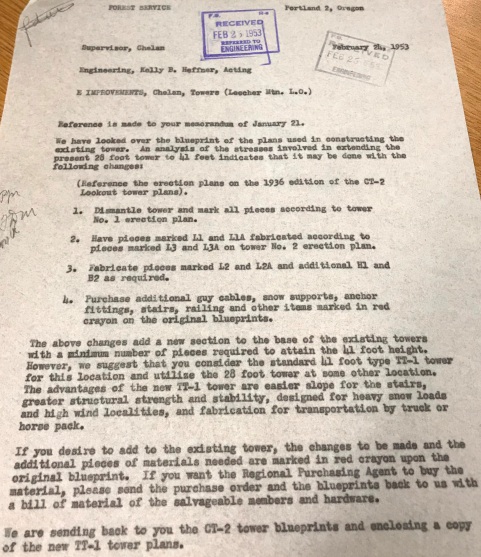 FOREST SERVICE Portland 2, Oregon
RECEIVED
FEB 25 1953
REFERRED TO
ENGINEERING
Supervisor, Chelan February 24, 1953
Engineering, Kelly B. Heffner, Acting
E IMPROVEMENTS, Chelan, Towers (Leecher Mtn. L.O.)
Reference is made to your memorandum of January 21.
We have looked over the blueprint of the plans used in constructing the
existing tower. An analysis of the stresses involved in extending the
present 28 foot tower to 41 feet indicates that it may be done with the
following changes:
(Reference the erection plans on the 1936 edition of the CT-2
Lookout tower plans).
1. Dismantle tower and mark all pieces according to tower
No. 1 erection plan.
2. Have pieces marked L1 and L1A fabricated according to
pieces marked L3 and L3A on tower No. 2 erection plan.
3. Fabricate pieces marked L2 and L2A and additional H1 and
B2 as required.
4. Purchase additional guy cables, snow supports, anchor
fittings, stairs, railing and other items marked in red
crayon on the original blueprints.
The above changes add a new section to the base of the existing towers
with a minimum number of pieces required to attain the 41 foot height.
However, we suggest that you consider the standard 41 foot type TT-1 tower
for this location and utilize the 28 foot tower at some other location.
The advantages of the new TT-1 tower are easier slope for the stairs,
greater structural strength and stability, designed for heavy snow loads
and high wind localities, and fabrication for transportation by truck or
horse pack.
If you desire to add to the existing tower, the changes to be made and the
additional pieces of materials needed are marked in red crayon upon the
original blueprint. If you want the Regional Purchasing Agent to buy the
material, please send the purchase order and the blueprints back to us with
a bill of material of the salvageable members and hardware.
We are sending back to you the CT-2 tower blueprints and enclosing a copy
of the new TT-1 tower plans.